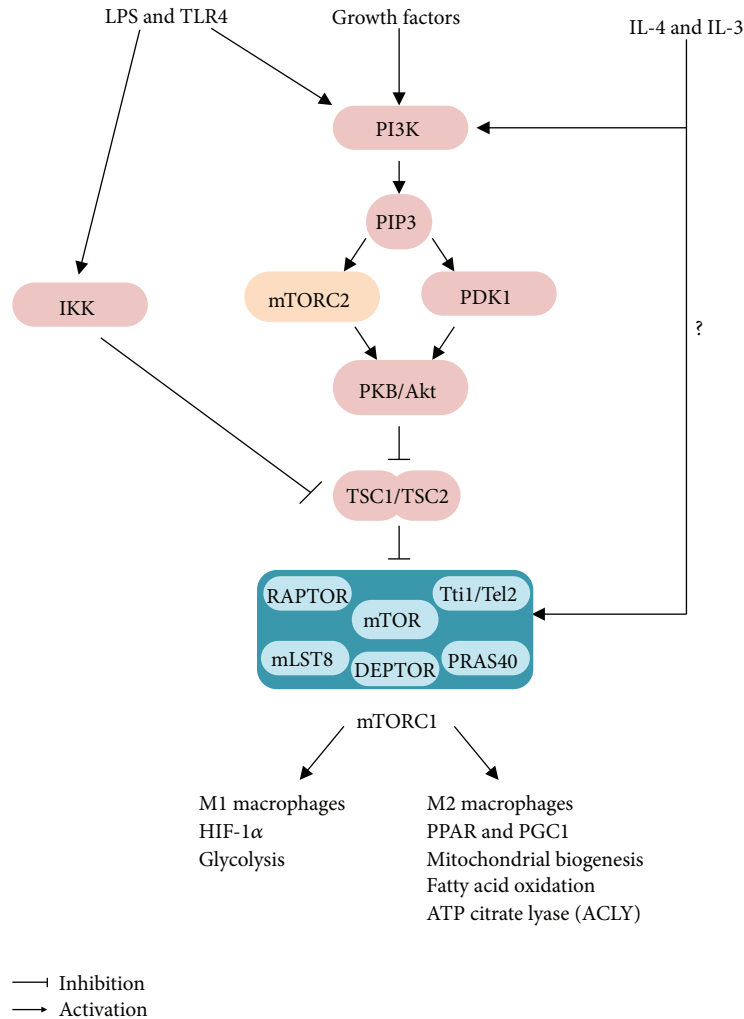 LPS and TLR4
Growth factors
IL-4 and IL-3
PI3K
PIP3
mTORC2
PDK1
IKK
?
PKB/Akt
TSC1/TSC2
RAPTOR
Tti1/Tel2
mTOR
mLST8
DEPTOR
PRAS40
mTORC1
M1 macrophages
HIF-1α
Glycolysis
M2 macrophages
PPAR and PGC1
Mitochondrial biogenesis
Fatty acid oxidation
ATP citrate lyase (ACLY)
Inhibition
Activation